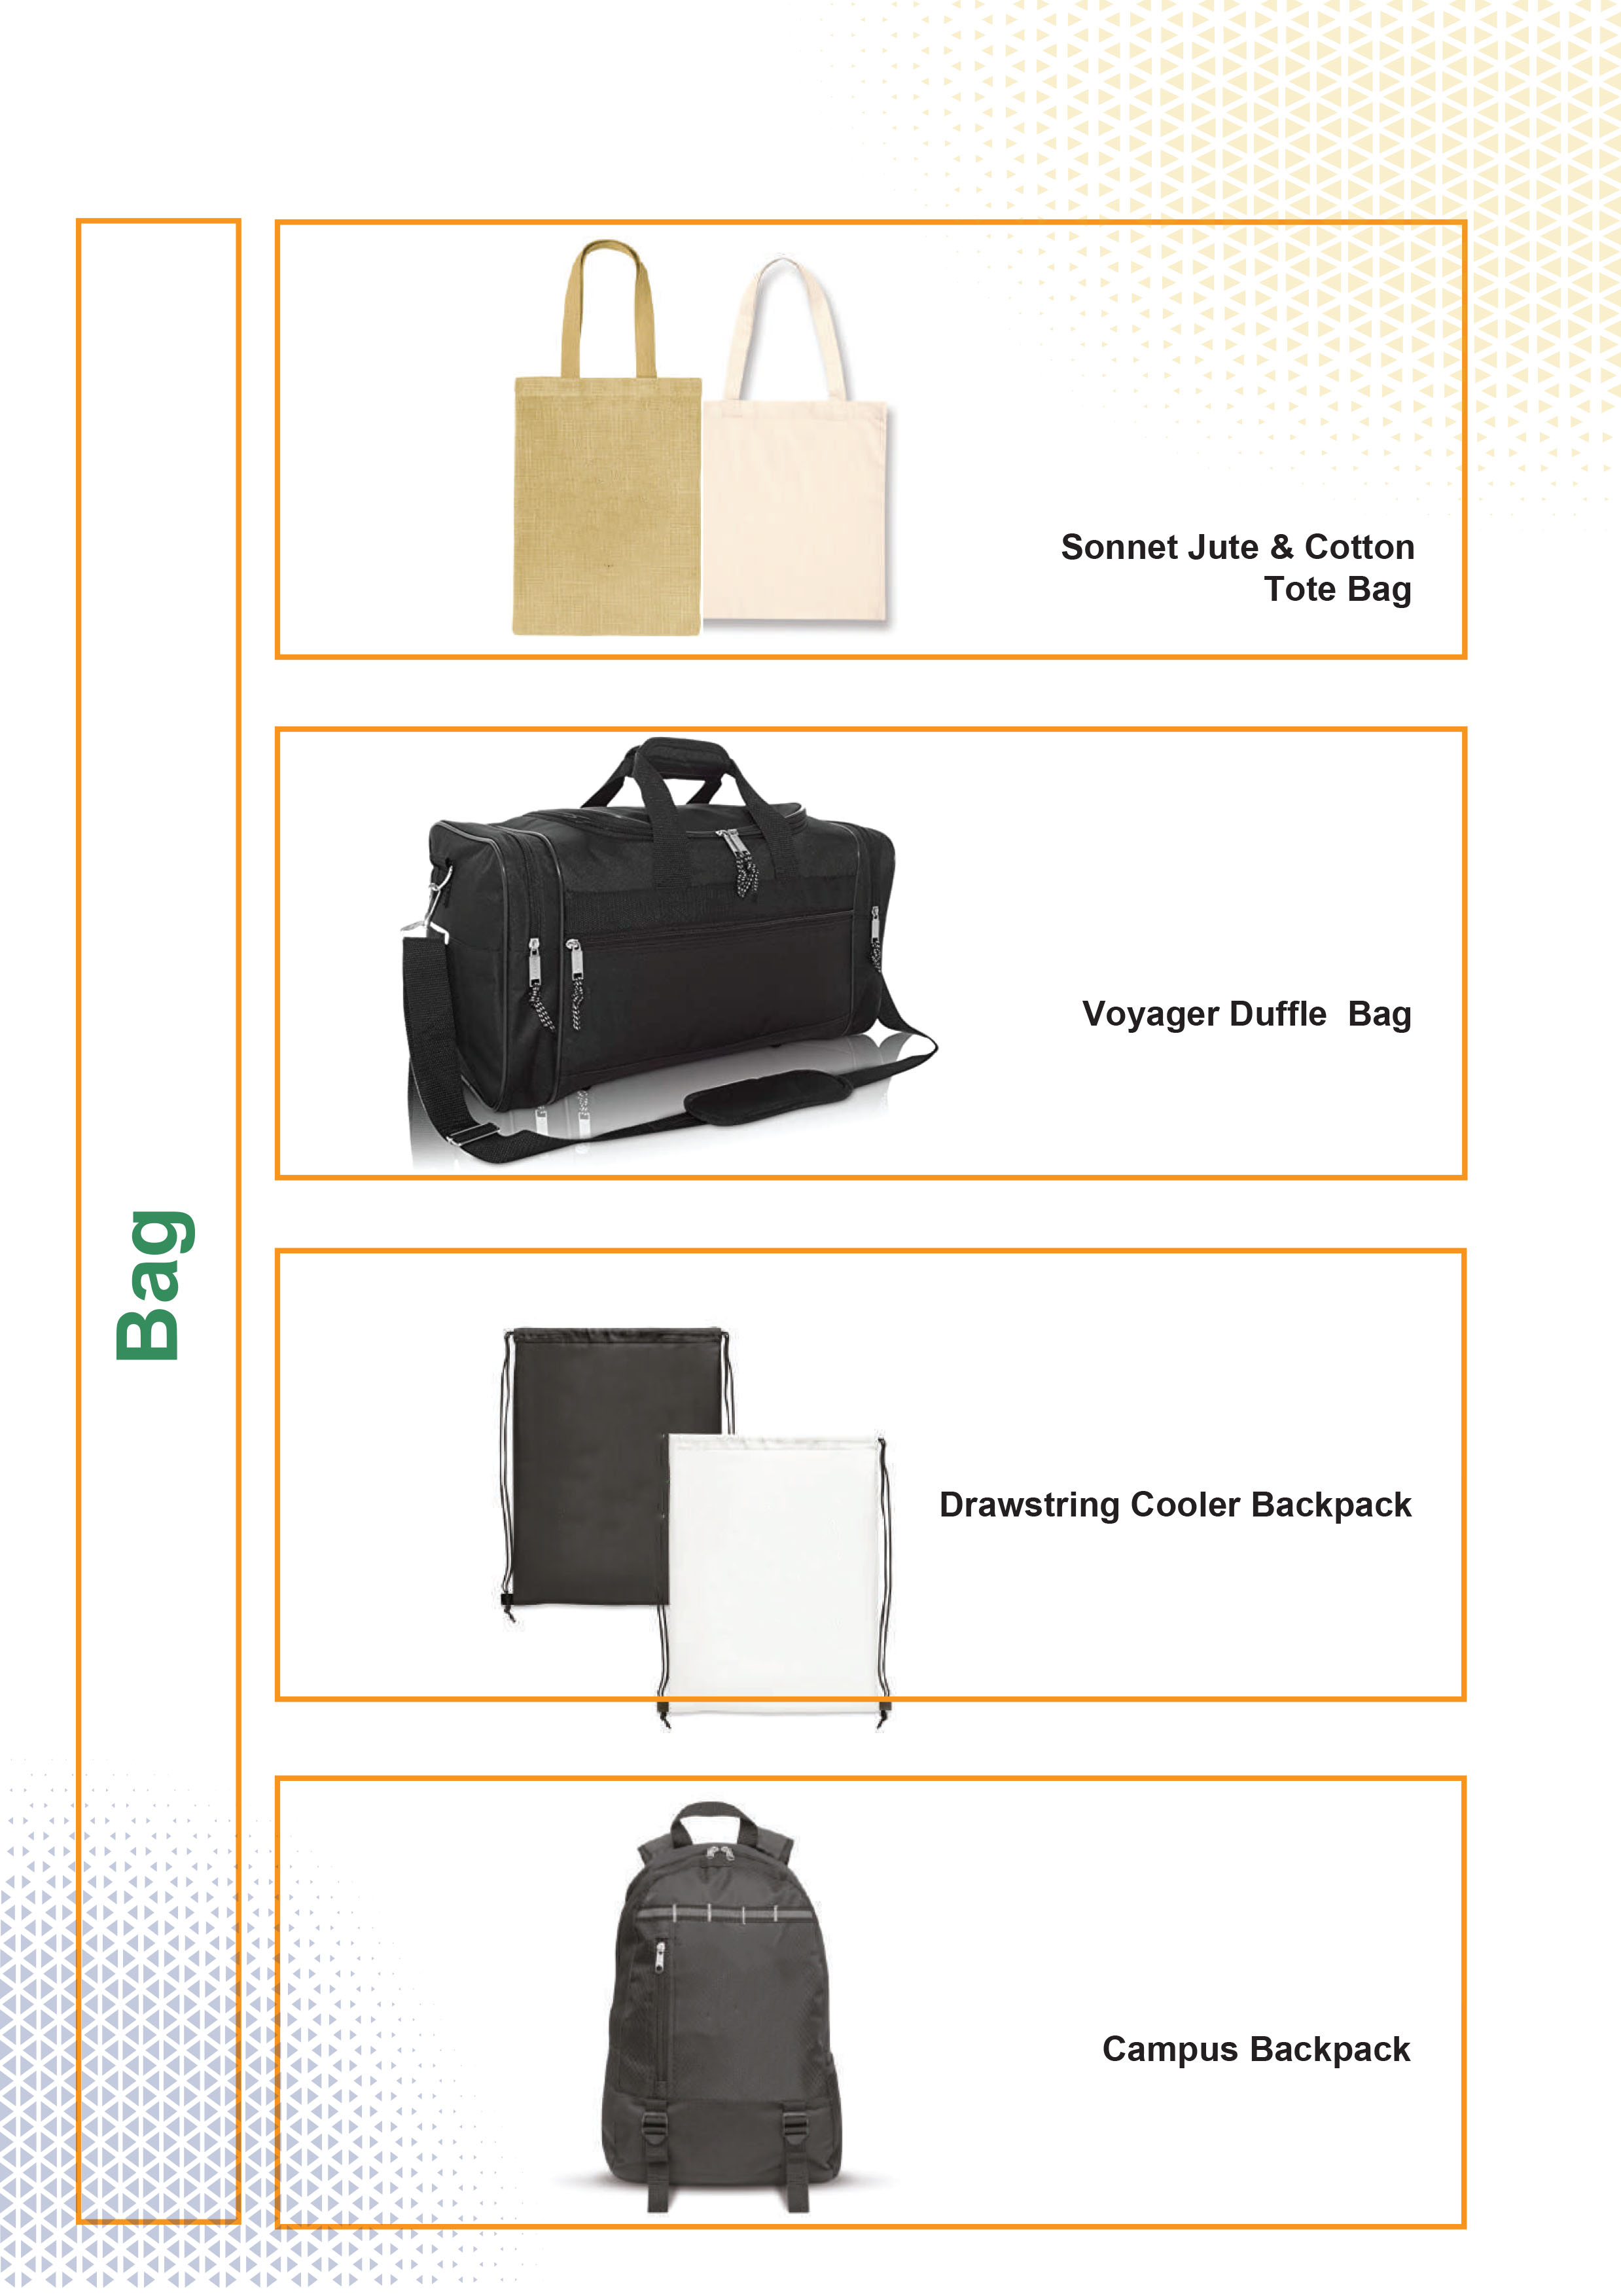 Bag
Sonnet Jute & Cotton
Tote Bag
Voyager Duffle  Bag
Drawstring Cooler Backpack
Campus Backpack